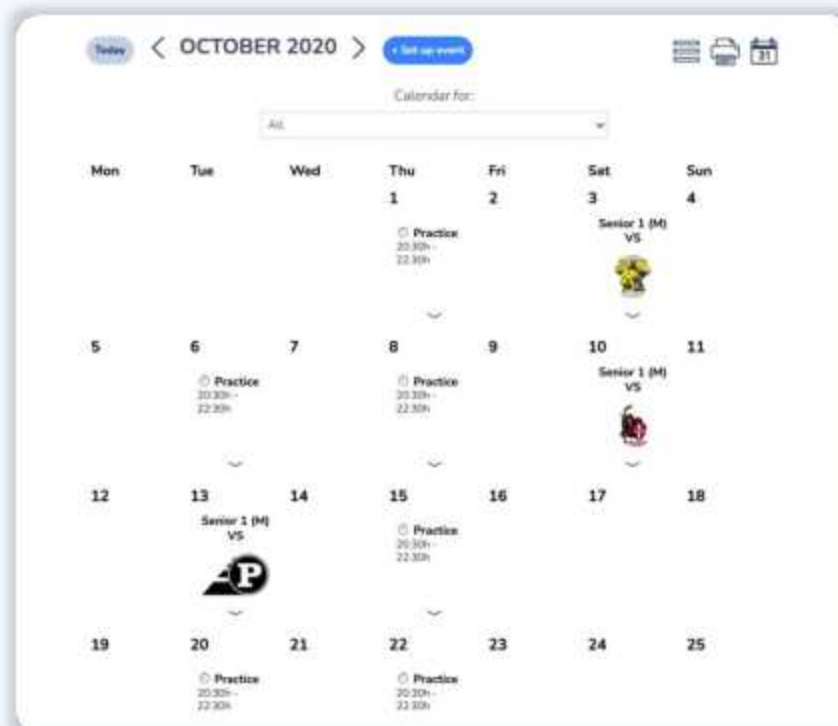 Today < OCTOBER 2020 > + Set up event
31
Calendar for:
All
Mon Tue Wed Thu Fri Sat Sun
1 2 3 4
Practice
20:30h -
22:30h
Senior 1 (M)
VS
5 6 7 8 9 10 11
Practice
20:30h -
22:30h
Practice
20:30h -
22:30h
Senior 1 (M)
VS
12 13 14 15 16 17 18
Senior 1 (M)
VS
P
Practice
20:30h -
22:30h
19 20 21 22 23 24 25
Practice
20:30h -
22:30h
Practice
20:30h -
22:30h